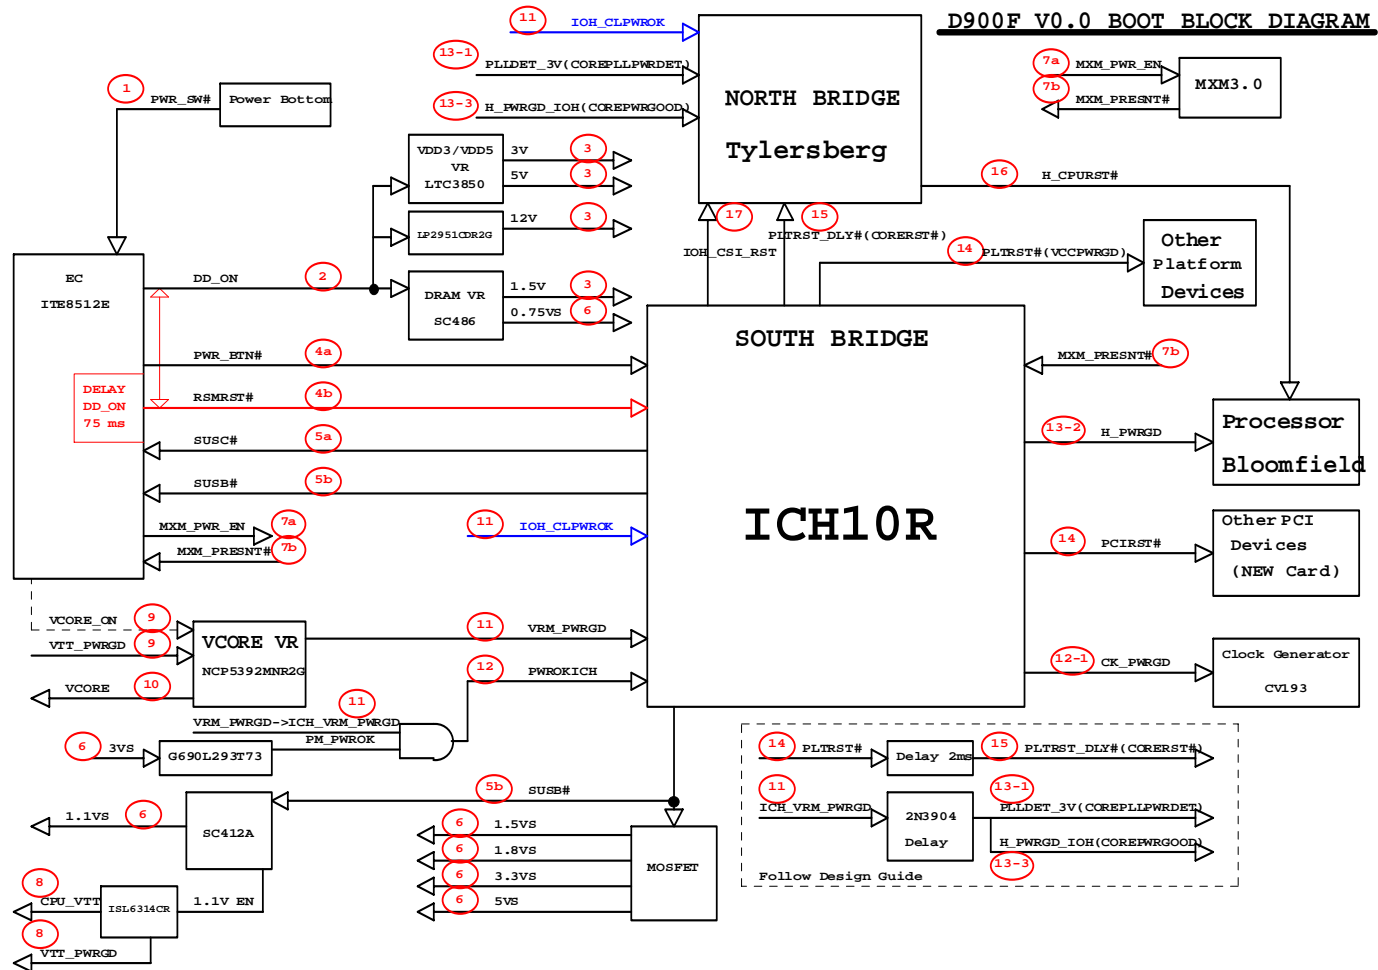 D900F V0.0 BOOT BLOCK DIAGRAM
11 IOH_CLPWROK
13-1 PLLDET_3V(COREPLLPWRDET)
13-3 H_PWRGD_IOH(COREPWRGOOD)
NORTH BRIDGE
Tylersberg
7a MXM_PWR_EN
7b MXM_PRESNT#
MXM3.0
1 PWR_SW#
Power Bottom
VDD3/VDD5
VR
LTC3850
3V 3
5V 3
LP2951CDR2G
12V 3
16 H_CPURST#
17
15
PLTRST_DLY#(CORERST#)
IOH_CSI_RST
14 PLTRST#(VCCPWRGD)
Other
Platform
Devices
EC
ITE8512E
DD_ON 2
DRAM VR
SC486
1.5V 3
0.75VS 6
PWR_BTN# 4a
DELAY
DD_ON
75 ms
RSMRST# 4b
SUSC# 5a
SUSB# 5b
MXM_PWR_EN 7a
MXM_PRESNT# 7b
11 IOH_CLPWROK
SOUTH BRIDGE
ICH10R
MXM_PRESNT# 7b
13-2 H_PWRGD
Processor
Bloomfield
14 PCIRST#
Other PCI
Devices
(NEW Card)
12-1 CK_PWRGD
Clock Generator
CV193
VCORE_ON 9
VTT_PWRGD 9
VCORE 10
VCORE VR
NCP5392MNR2G
11 VRM_PWRGD
12 PWROKICH
11
VRM_PWRGD->ICH_VRM_PWRGD
PM_PWROK
6 3VS
G690L293T73
5b SUSB#
1.1VS 6
SC412A
8
CPU_VTT
ISL6314CR
1.1V EN
8
VTT_PWRGD
6 1.5VS
6 1.8VS
6 3.3VS
6 5VS
MOSFET
14 PLTRST#
Delay 2ms
15 PLTRST_DLY#(CORERST#)
11
ICH_VRM_PWRGD
2N3904
Delay
13-1
PLLDET_3V(COREPLLPWRDET)
H_PWRGD_IOH(COREPWRGOOD)
13-3
Follow Design Guide